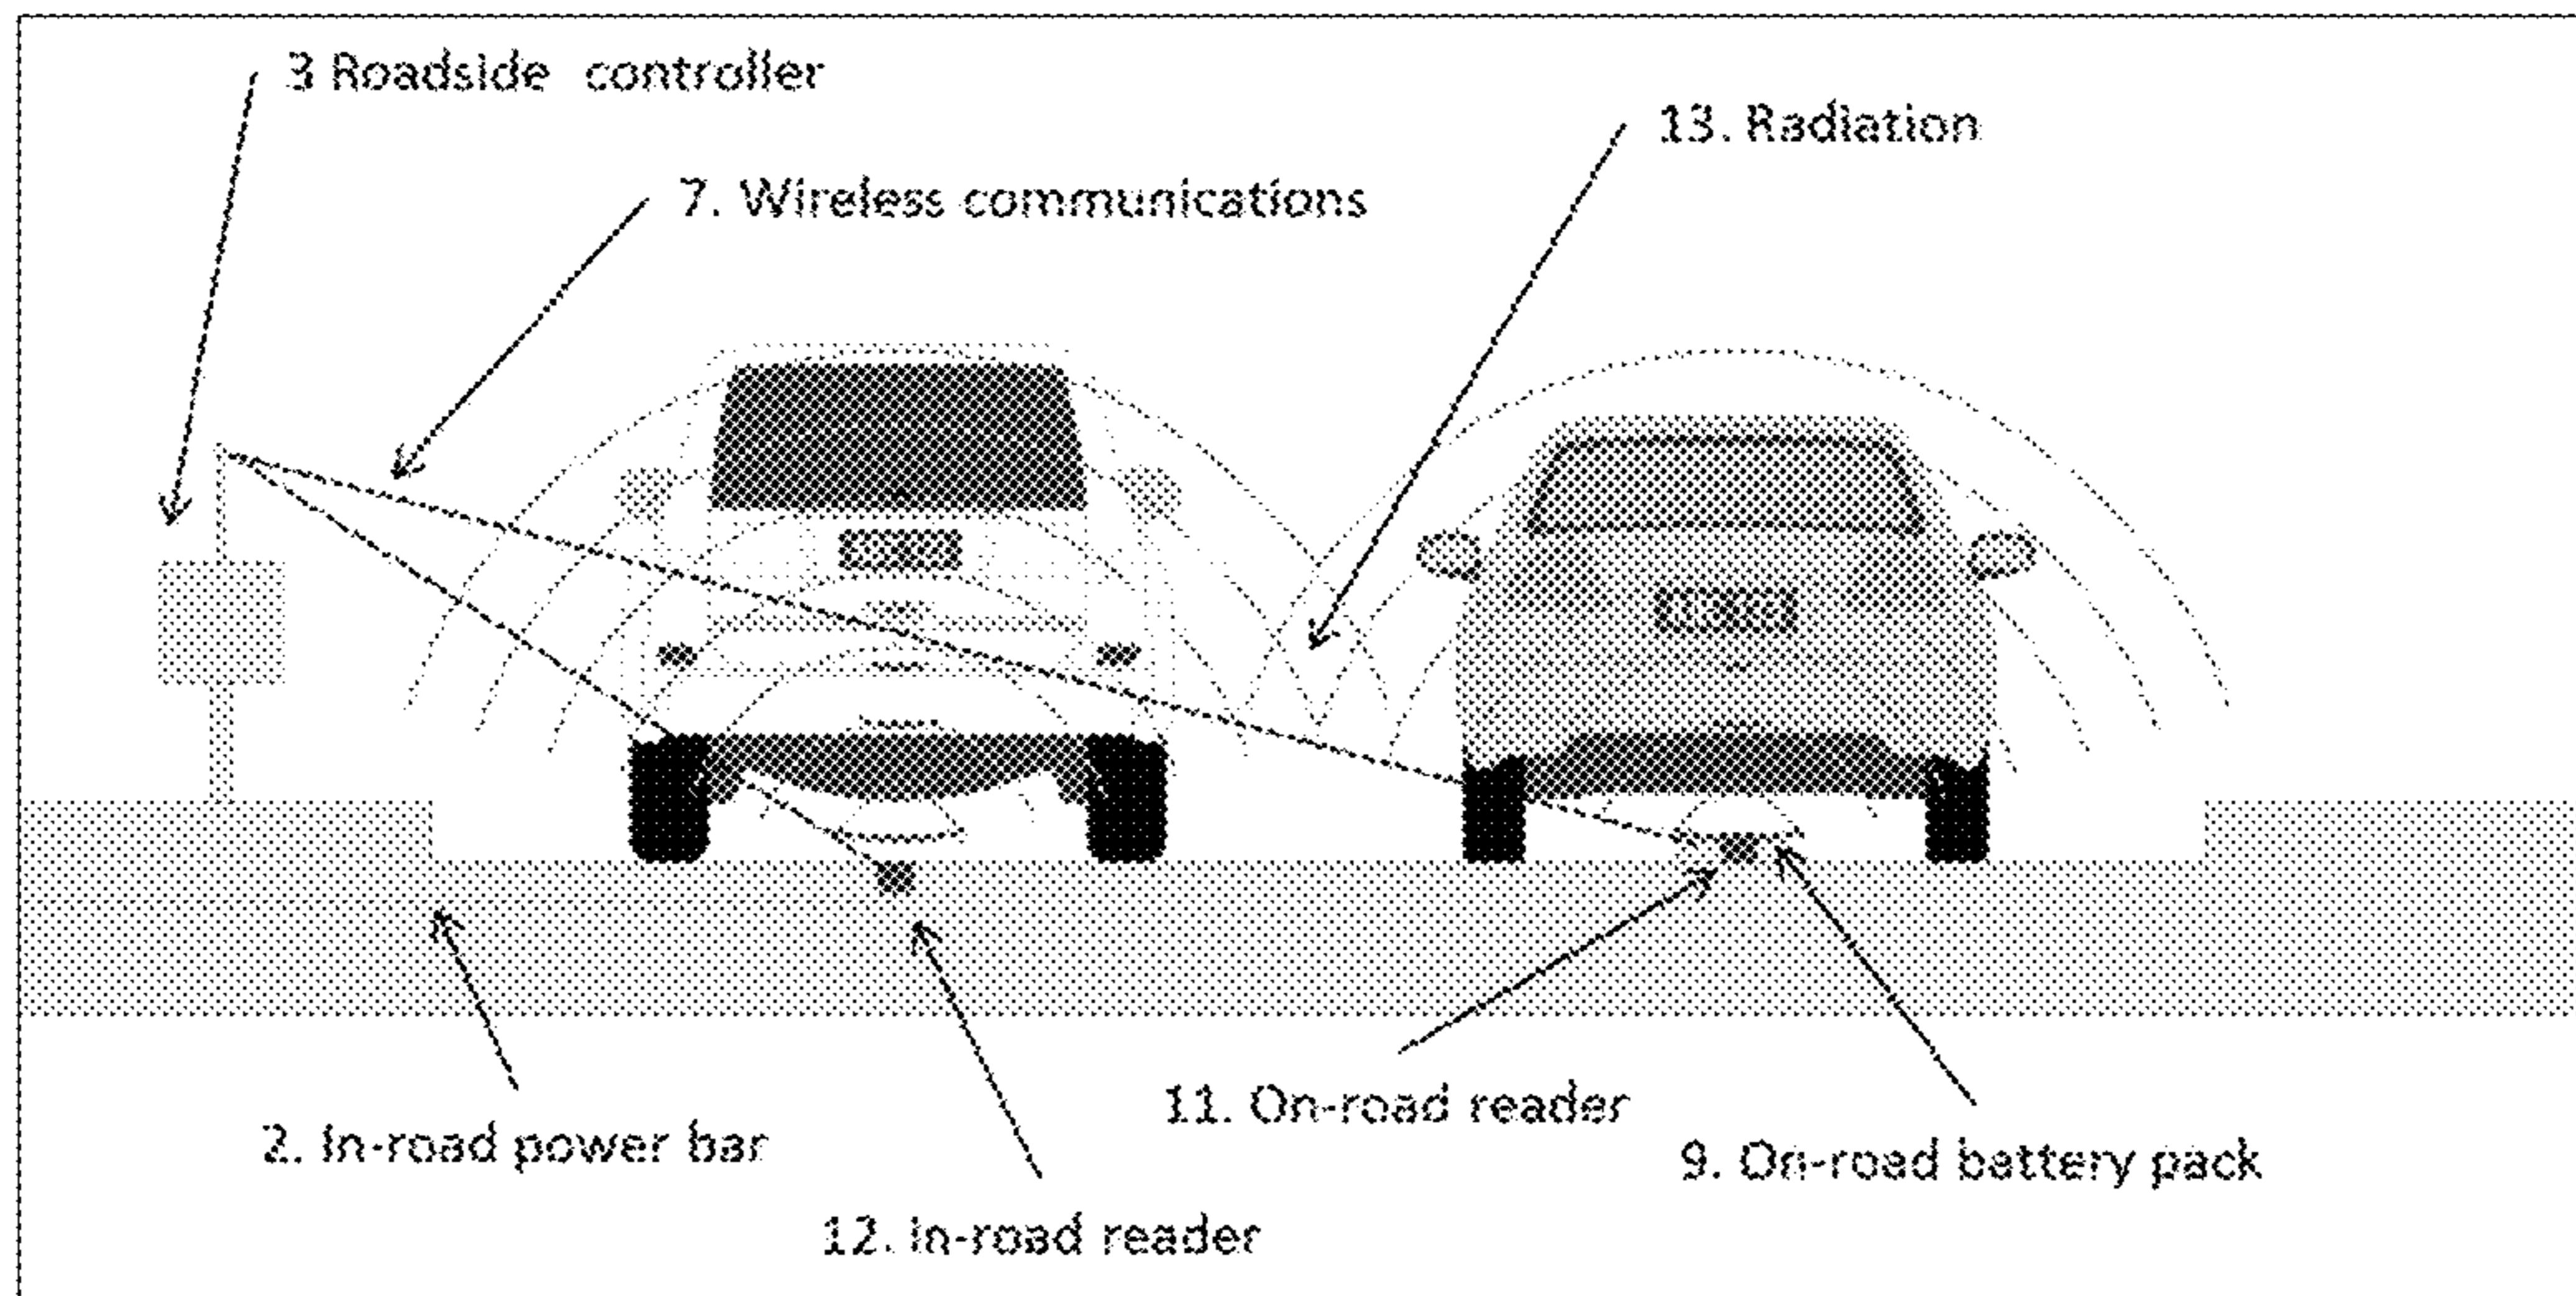 3 Roadside controller
13. Radiation
7. Wireless communications
11. On-road reader
2. In-road power bar
9. On-road battery pack
12. In-road reader